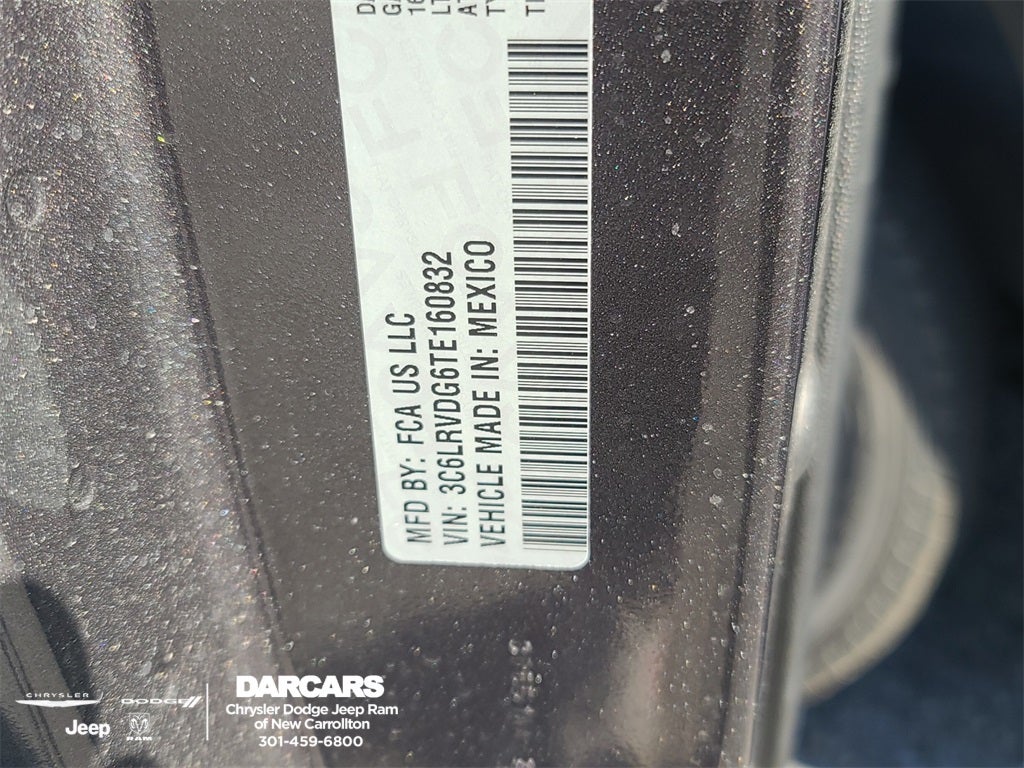 MFD BY: FCA US LLC
VIN: 3C6LRVDG6TE160832
VEHICLE MADE IN: MEXICO
CHRYSLER
DODGE
Jeep
RAM
DARCARS
Chrysler Dodge Jeep Ram
of New Carrollton
301-459-6800